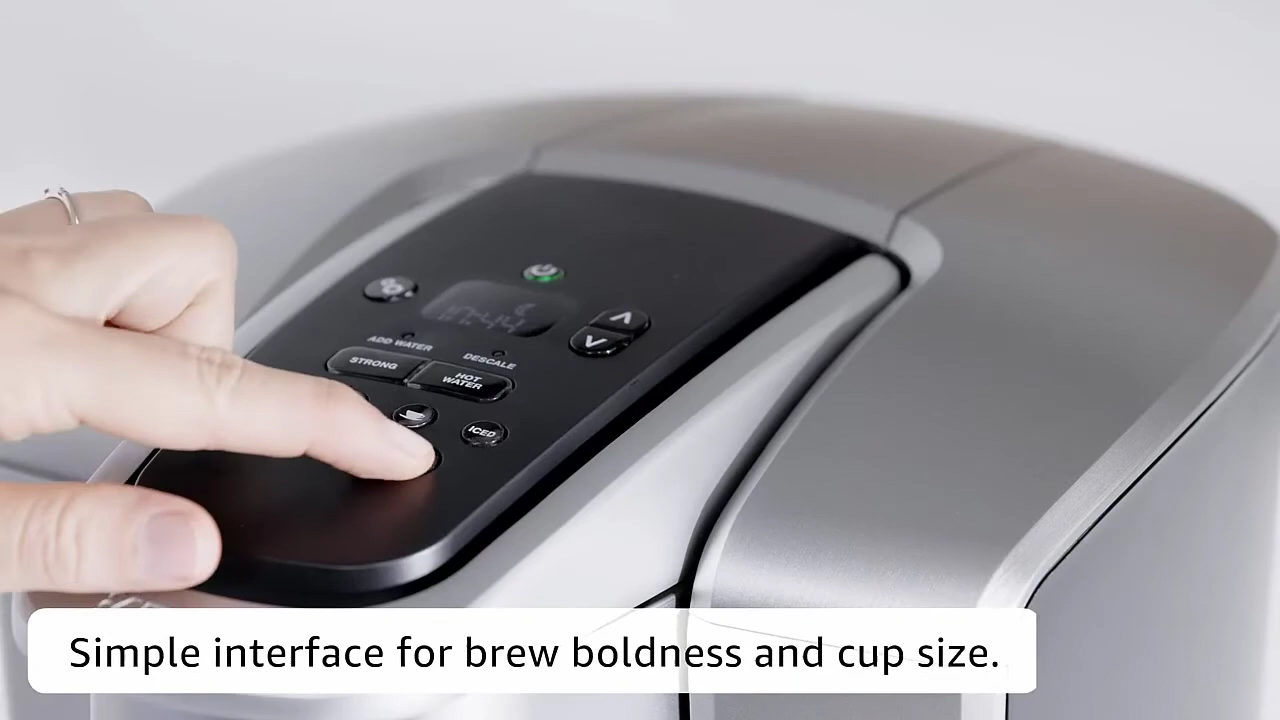 ADD WATER
DESCALE
STRONG
HOT
WATER
ICED
Simple interface for brew boldness and cup size.